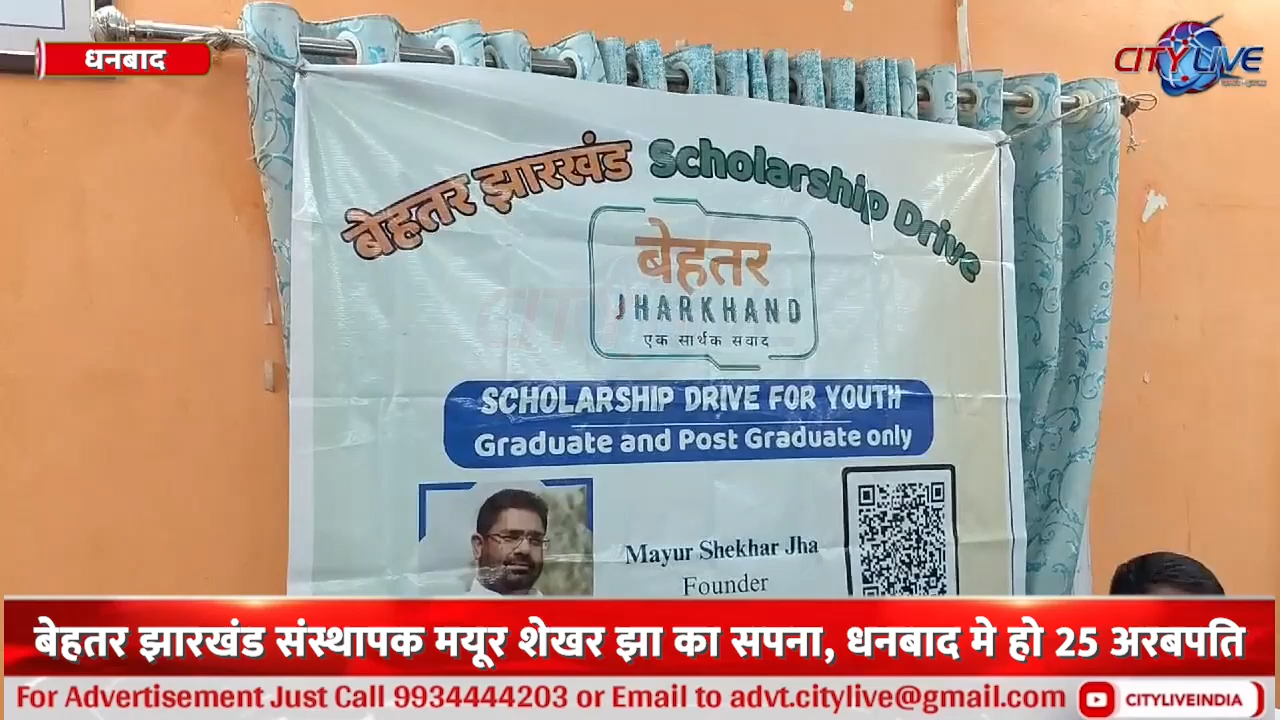 धनबाद
CITY LIVE
बेहतर झारखंड Scholarship Drive
बेहतर
JHARKHAND
एक सार्थक सवाद
SCHOLARSHIP DRIVE FOR YOUTH
Graduate and Post Graduate only
Mayur Shekhar Jha
Founder
बेहतर झारखंड संस्थापक मयूर शेखर झा का सपना, धनबाद मे हो 25 अरबपति
For Advertisement Just Call 9934444203 or Email to advt.citylive@gmail.com
CITYLIVEINDIA